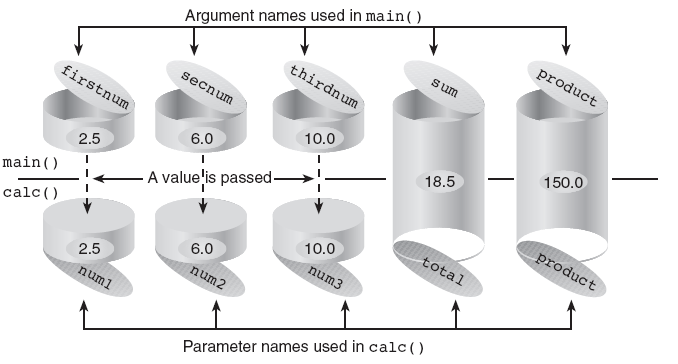 Argument names used in main()
firstnum secnum thirdnum sum product
2.5 6.0 10.0
main()
A value is passed 18.5 150.0
calc()
2.5 6.0 10.0
num1 num2 num3 total product
Parameter names used in calc()